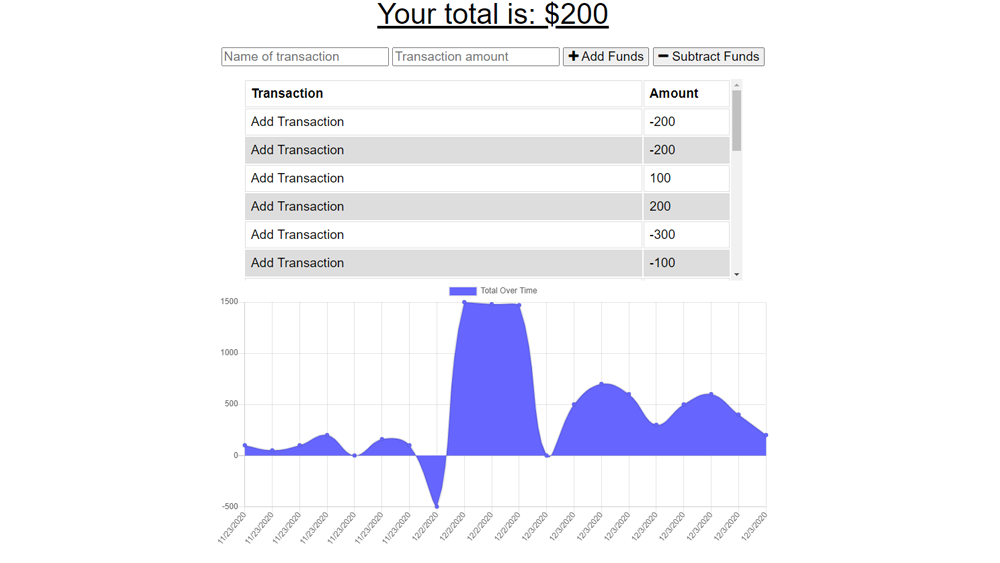 Your total is: $200
Name of transaction Transaction amount + Add Funds − Subtract Funds
Transaction Amount
Add Transaction -200
Add Transaction -200
Add Transaction 100
Add Transaction 200
Add Transaction -300
Add Transaction -100
Total Over Time
1500
1000
500
0
-500
11/23/2020 11/23/2020 11/23/2020 11/23/2020 11/23/2020 11/23/2020 11/23/2020 12/2/2020 12/2/2020 12/2/2020 12/2/2020 12/3/2020 12/3/2020 12/3/2020 12/3/2020 12/3/2020 12/3/2020 12/3/2020 12/3/2020 12/3/2020